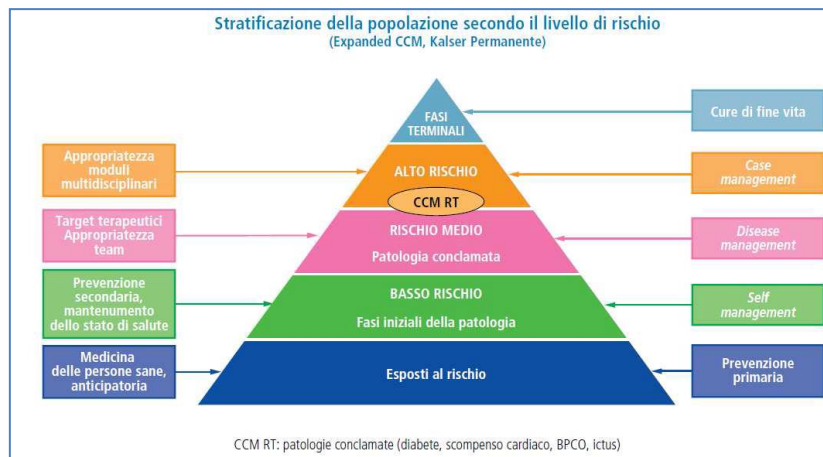 Stratificazione della popolazione secondo il livello di rischio
(Expanded CCM, Kalser Permanente)
FASI
TERMINALI
Cure di fine vita
Appropriatezza
moduli
multidisciplinari
ALTO RISCHIO
Case
management
CCM RT
Target terapeutici
Appropriatezza
team
RISCHIO MEDIO
Patologia conclamata
Disease
management
Prevenzione
secondaria,
mantenumento
dello stato di salute
BASSO RISCHIO
Fasi iniziali della patologia
Self
management
Medicina
delle persone sane,
anticipatoria
Esposti al rischio
Prevenzione
primaria
CCM RT: patologie conclamate (diabete, scompenso cardiaco, BPCO, ictus)